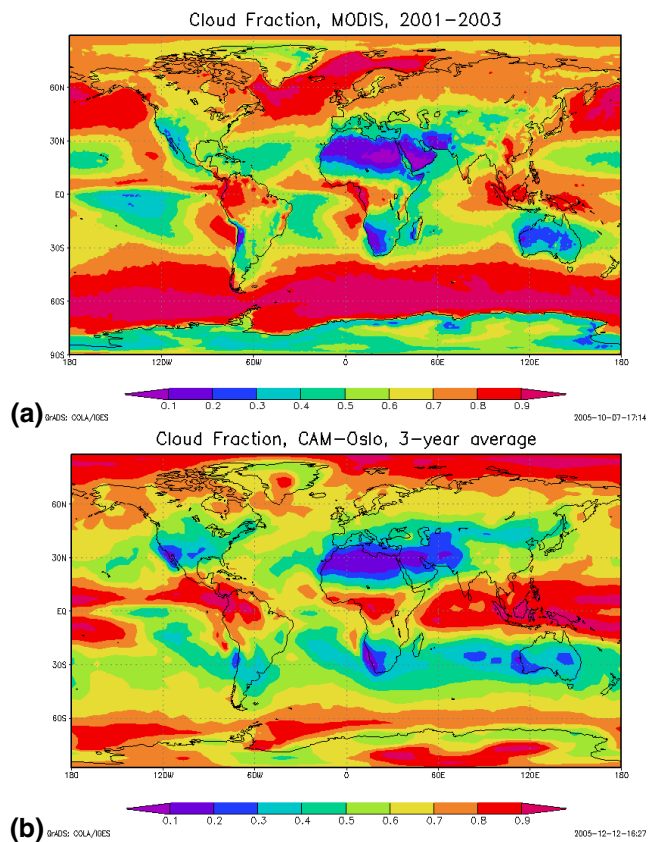 Cloud Fraction, MODIS, 2001-2003
60N
30N
EQ
30S
60S
90S
180 120W 60W 0 60E 120E 180
0.1 0.2 0.3 0.4 0.5 0.6 0.7 0.8 0.9
(a) GrADS: COLA/IGES 2005-10-07-17:14
Cloud Fraction, CAM-Oslo, 3-year average
60N
30N
EQ
30S
60S
180 120W 60W 0 60E 120E 180
0.1 0.2 0.3 0.4 0.5 0.6 0.7 0.8 0.9
(b) GrADS: COLA/IGES 2005-12-12-16:27